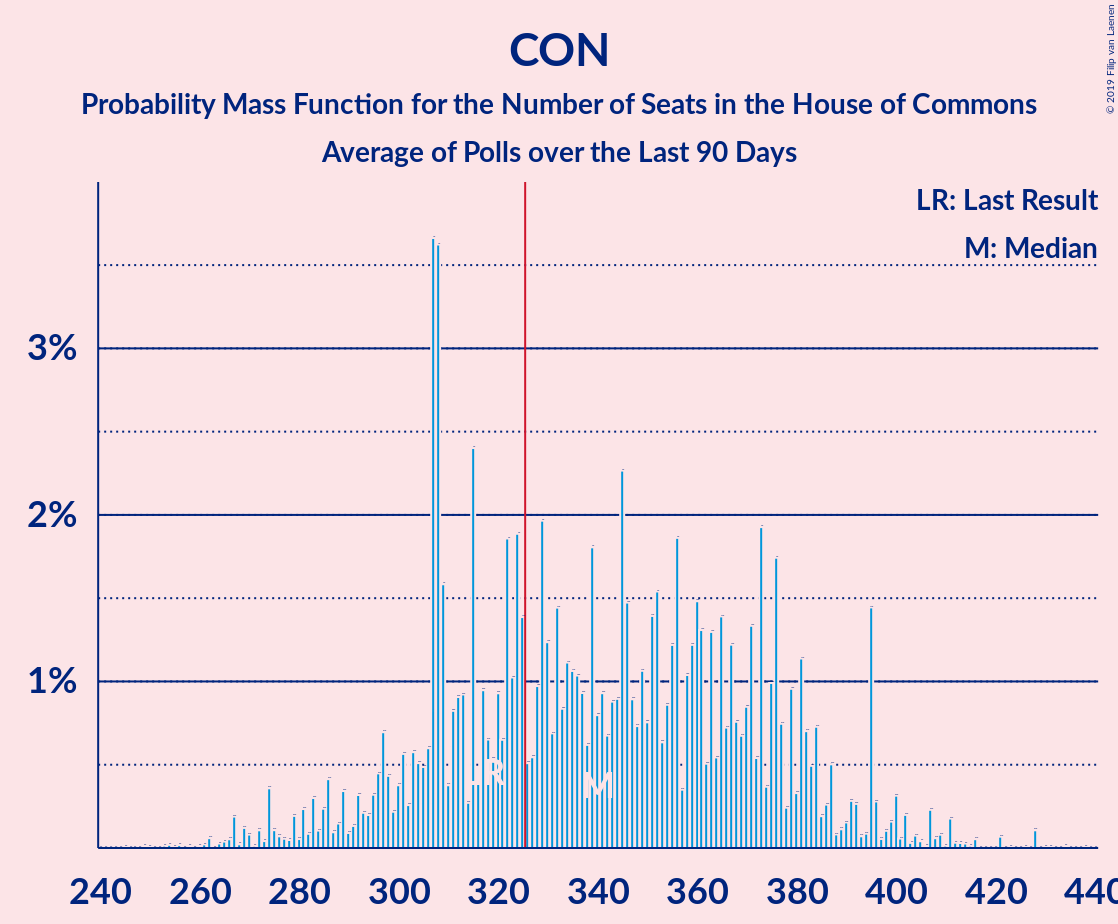 CON
Probability Mass Function for the Number of Seats in the House of Commons
Average of Polls over the Last 90 Days
© 2019 Filip van Laenen
LR: Last Result
M: Median
3%
2%
1%
LR
M
240 260 280 300 320 340 360 380 400 420 440